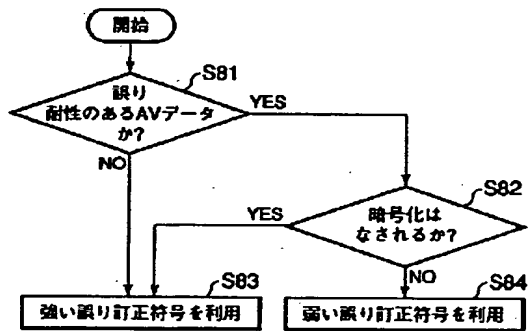 開始
S81
誤り
耐性のあるAVデータ
か?
YES
NO
S82
暗号化は
なされるか?
YES
NO
S83
強い誤り訂正符号を利用
S84
弱い誤り訂正符号を利用